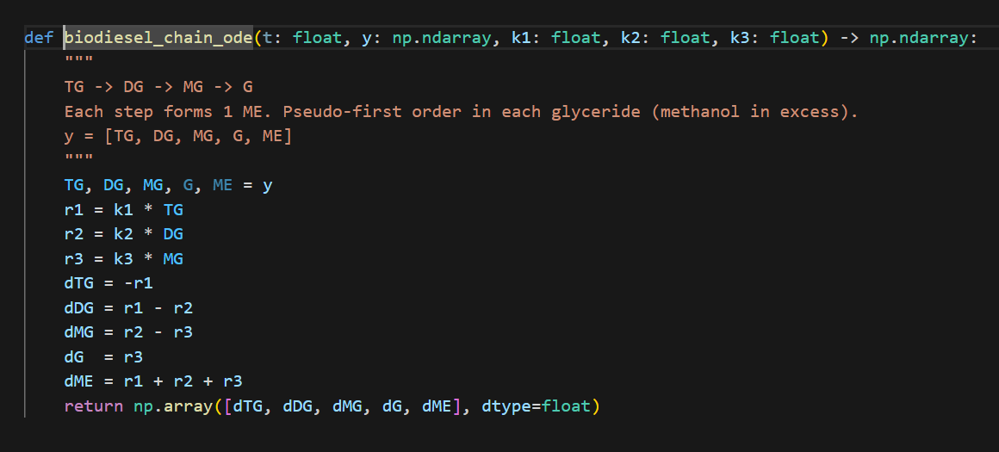 def biodiesel_chain_ode(t: float, y: np.ndarray, k1: float, k2: float, k3: float) -> np.ndarray:
    """
    TG -> DG -> MG -> G
    Each step forms 1 ME. Pseudo-first order in each glyceride (methanol in excess).
    y = [TG, DG, MG, G, ME]
    """
    TG, DG, MG, G, ME = y
    r1 = k1 * TG
    r2 = k2 * DG
    r3 = k3 * MG
    dTG = -r1
    dDG = r1 - r2
    dMG = r2 - r3
    dG  = r3
    dME = r1 + r2 + r3
    return np.array([dTG, dDG, dMG, dG, dME], dtype=float)